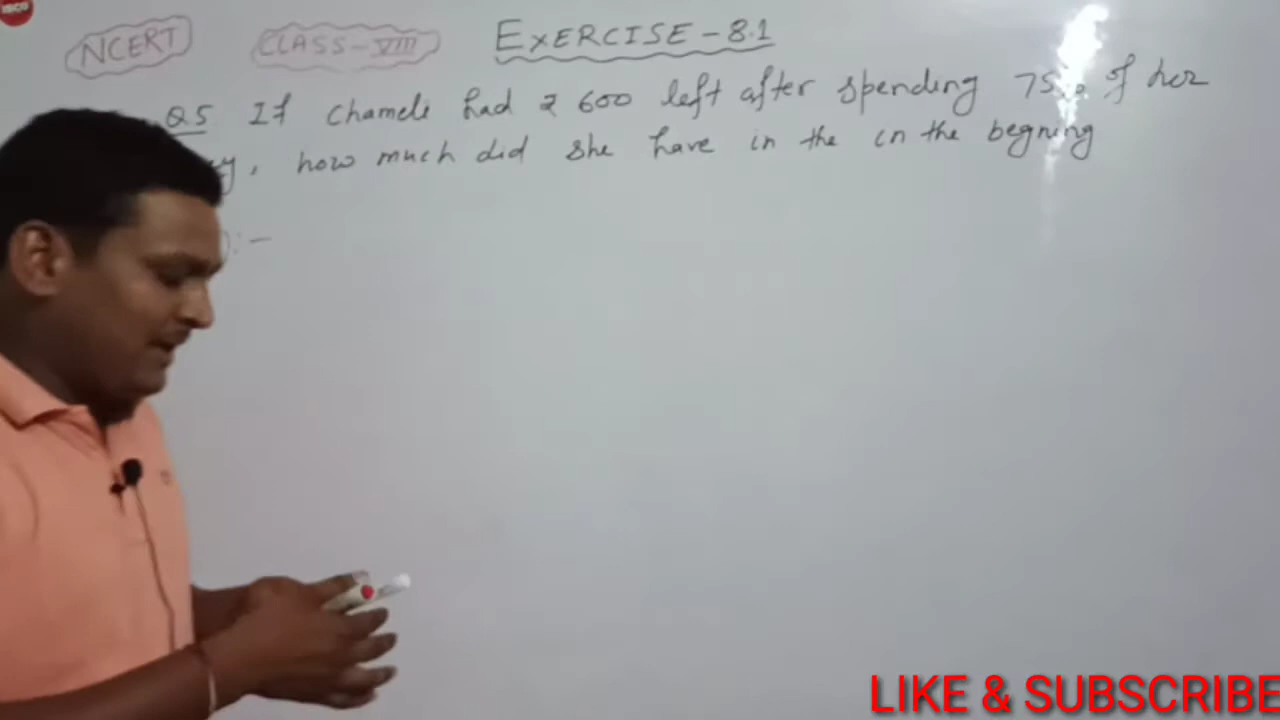 NCERT CLASS-VIII EXERCISE-8.1
Q5 If Chameli had ₹ 600 left after spending 75% of her
how much did she have in the in the begning
:-
LIKE & SUBSCRIBE